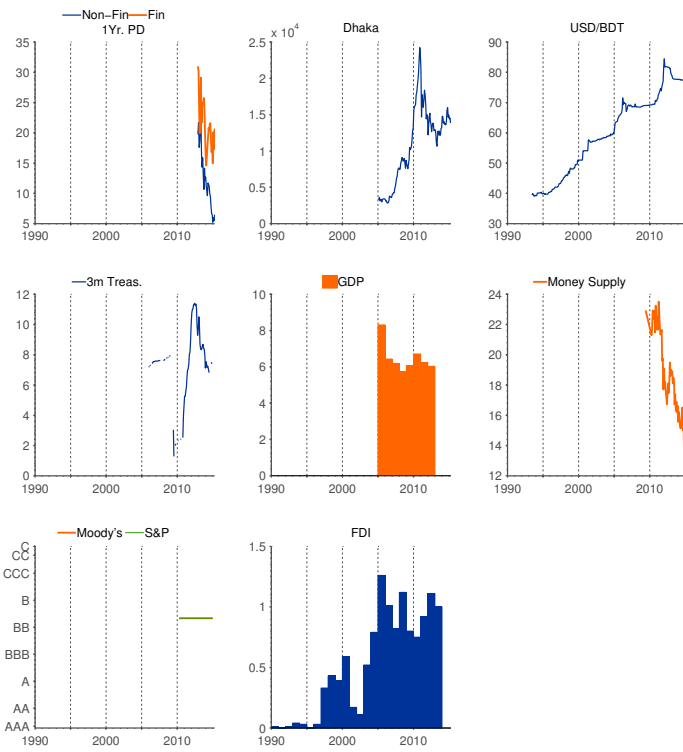 Non-Fin Fin
1Yr. PD
35
30
25
20
15
10
5
1990 2000 2010
x 10^4
Dhaka
2.5
2
1.5
1
0.5
0
1990 2000 2010
USD/BDT
90
80
70
60
50
40
30
1990 2000 2010
3m Treas.
12
10
8
6
4
2
0
1990 2000 2010
GDP
10
8
6
4
2
0
1990 2000 2010
Money Supply
24
22
20
18
16
14
12
1990 2000 2010
Moody's S&P
C
CC
CCC
B
BB
BBB
A
AA
AAA
1990 2000 2010
FDI
1.5
1
0.5
0
1990 2000 2010